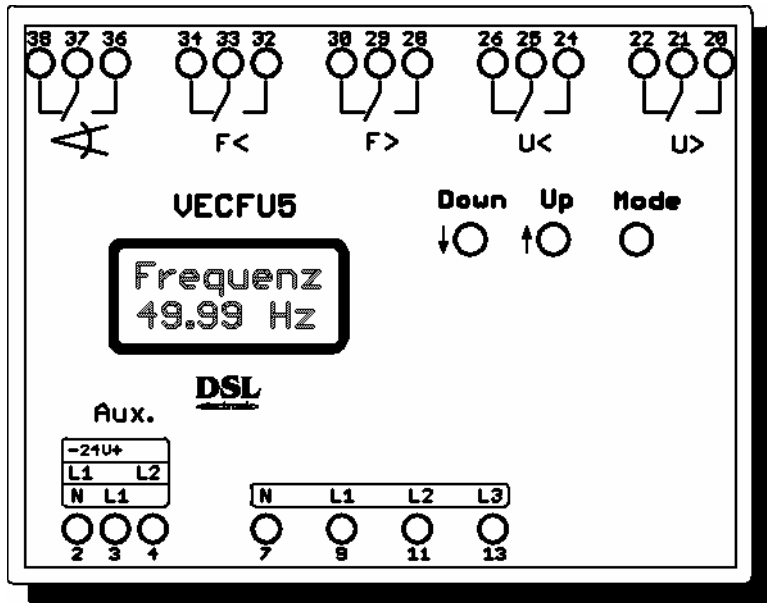 38 37 36 34 33 32 30 29 28 26 25 24 22 21 20
F< F> U< U>
VECFU5
Down Up Mode
Frequenz
49.99 Hz
DSL
electronic
Aux.
-24V+
L1 L2
N L1
N L1 L2 L3
2 3 4 7 9 11 13